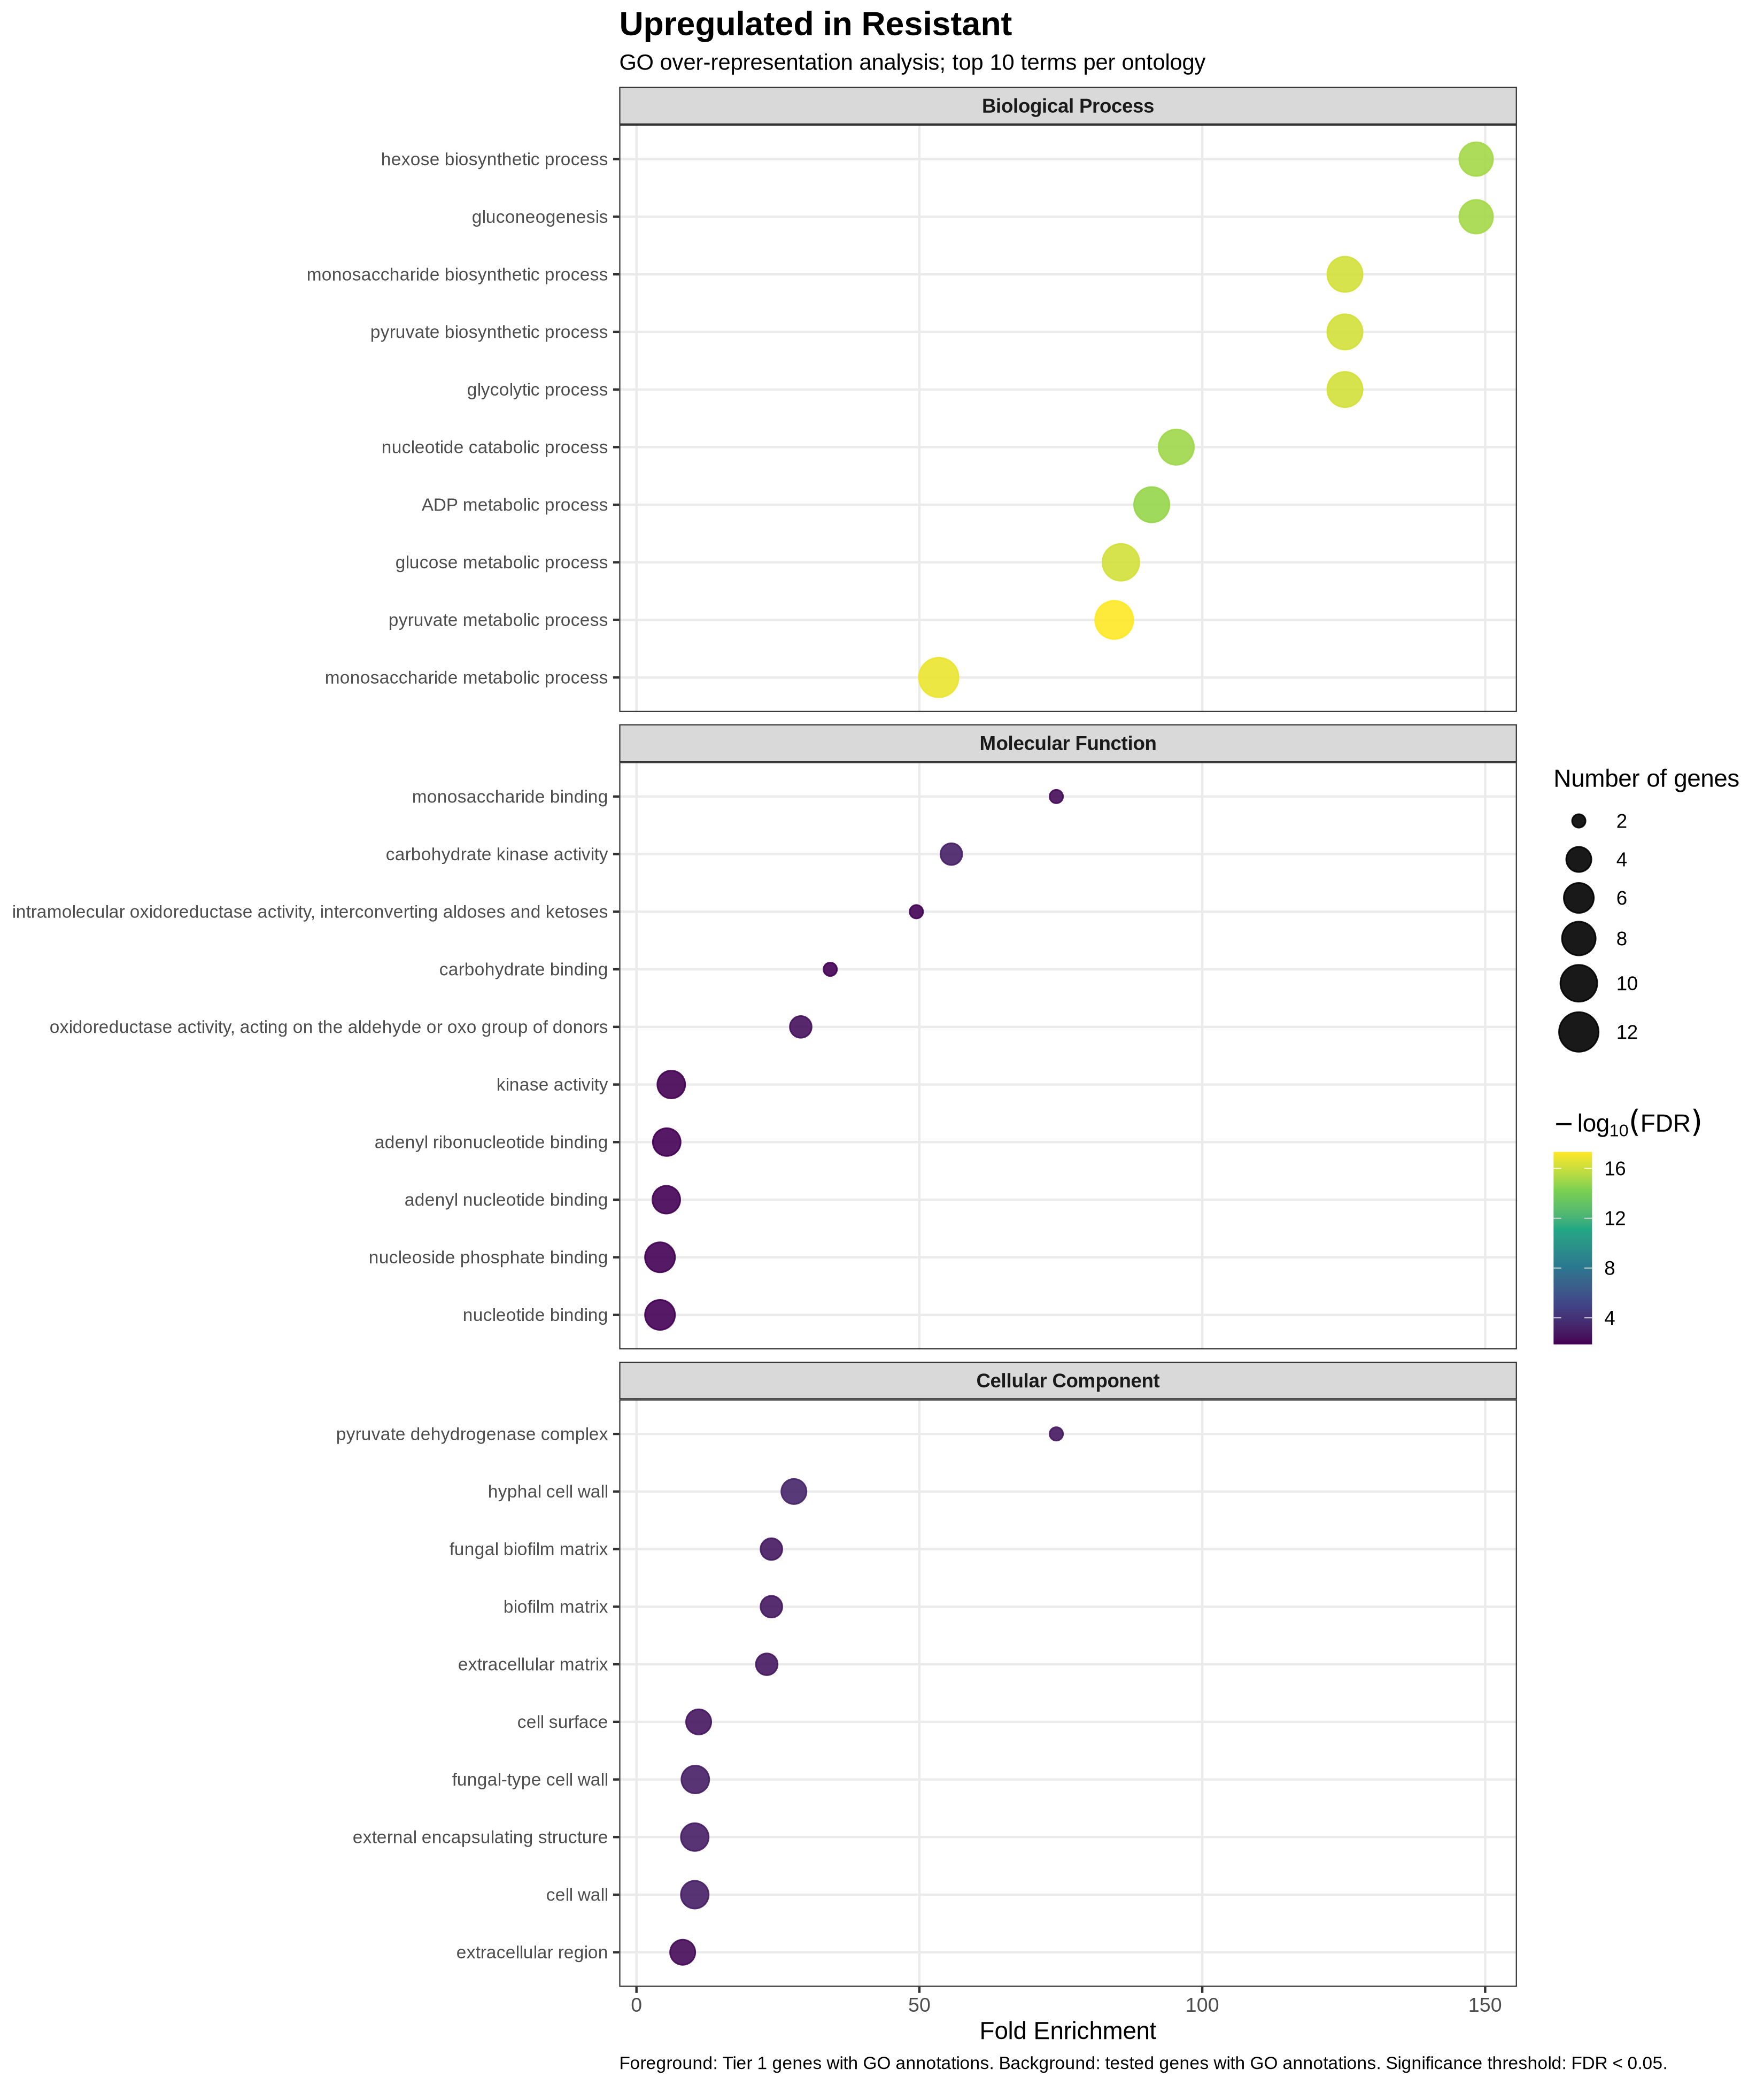 Upregulated in Resistant
GO over-representation analysis; top 10 terms per ontology
Biological Process
hexose biosynthetic process
gluconeogenesis
monosaccharide biosynthetic process
pyruvate biosynthetic process
glycolytic process
nucleotide catabolic process
ADP metabolic process
glucose metabolic process
pyruvate metabolic process
monosaccharide metabolic process
Molecular Function
monosaccharide binding
carbohydrate kinase activity
intramolecular oxidoreductase activity, interconverting aldoses and ketoses
carbohydrate binding
oxidoreductase activity, acting on the aldehyde or oxo group of donors
kinase activity
adenyl ribonucleotide binding
adenyl nucleotide binding
nucleoside phosphate binding
nucleotide binding
Cellular Component
pyruvate dehydrogenase complex
hyphal cell wall
fungal biofilm matrix
biofilm matrix
extracellular matrix
cell surface
fungal-type cell wall
external encapsulating structure
cell wall
extracellular region
0 50 100 150
Fold Enrichment
Foreground: Tier 1 genes with GO annotations. Background: tested genes with GO annotations. Significance threshold: FDR < 0.05.
Number of genes
2
4
6
8
10
12
− log₁₀(FDR)
16
12
8
4